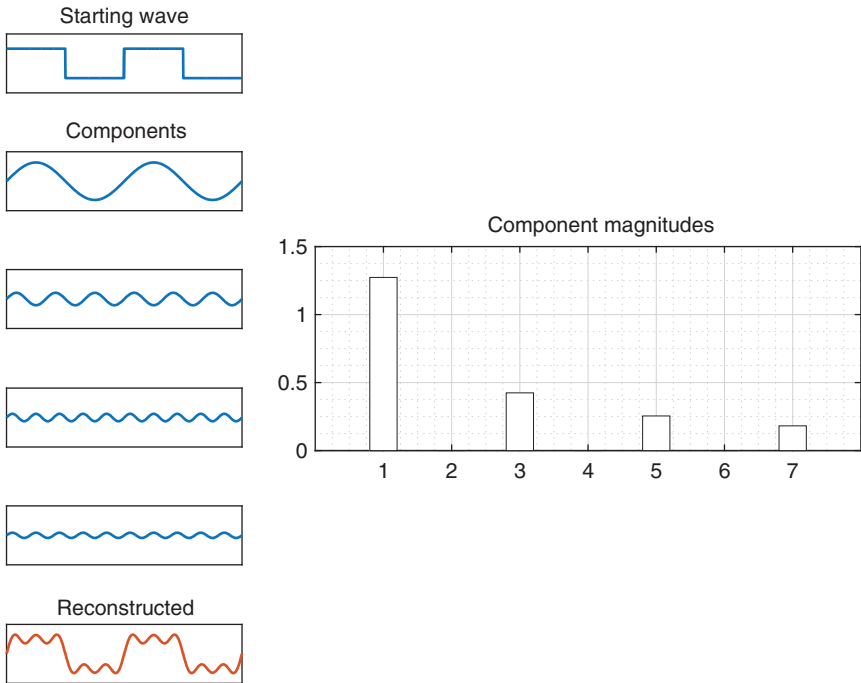 Starting wave
Components
Component magnitudes
1.5
1
0.5
0
1 2 3 4 5 6 7
Reconstructed